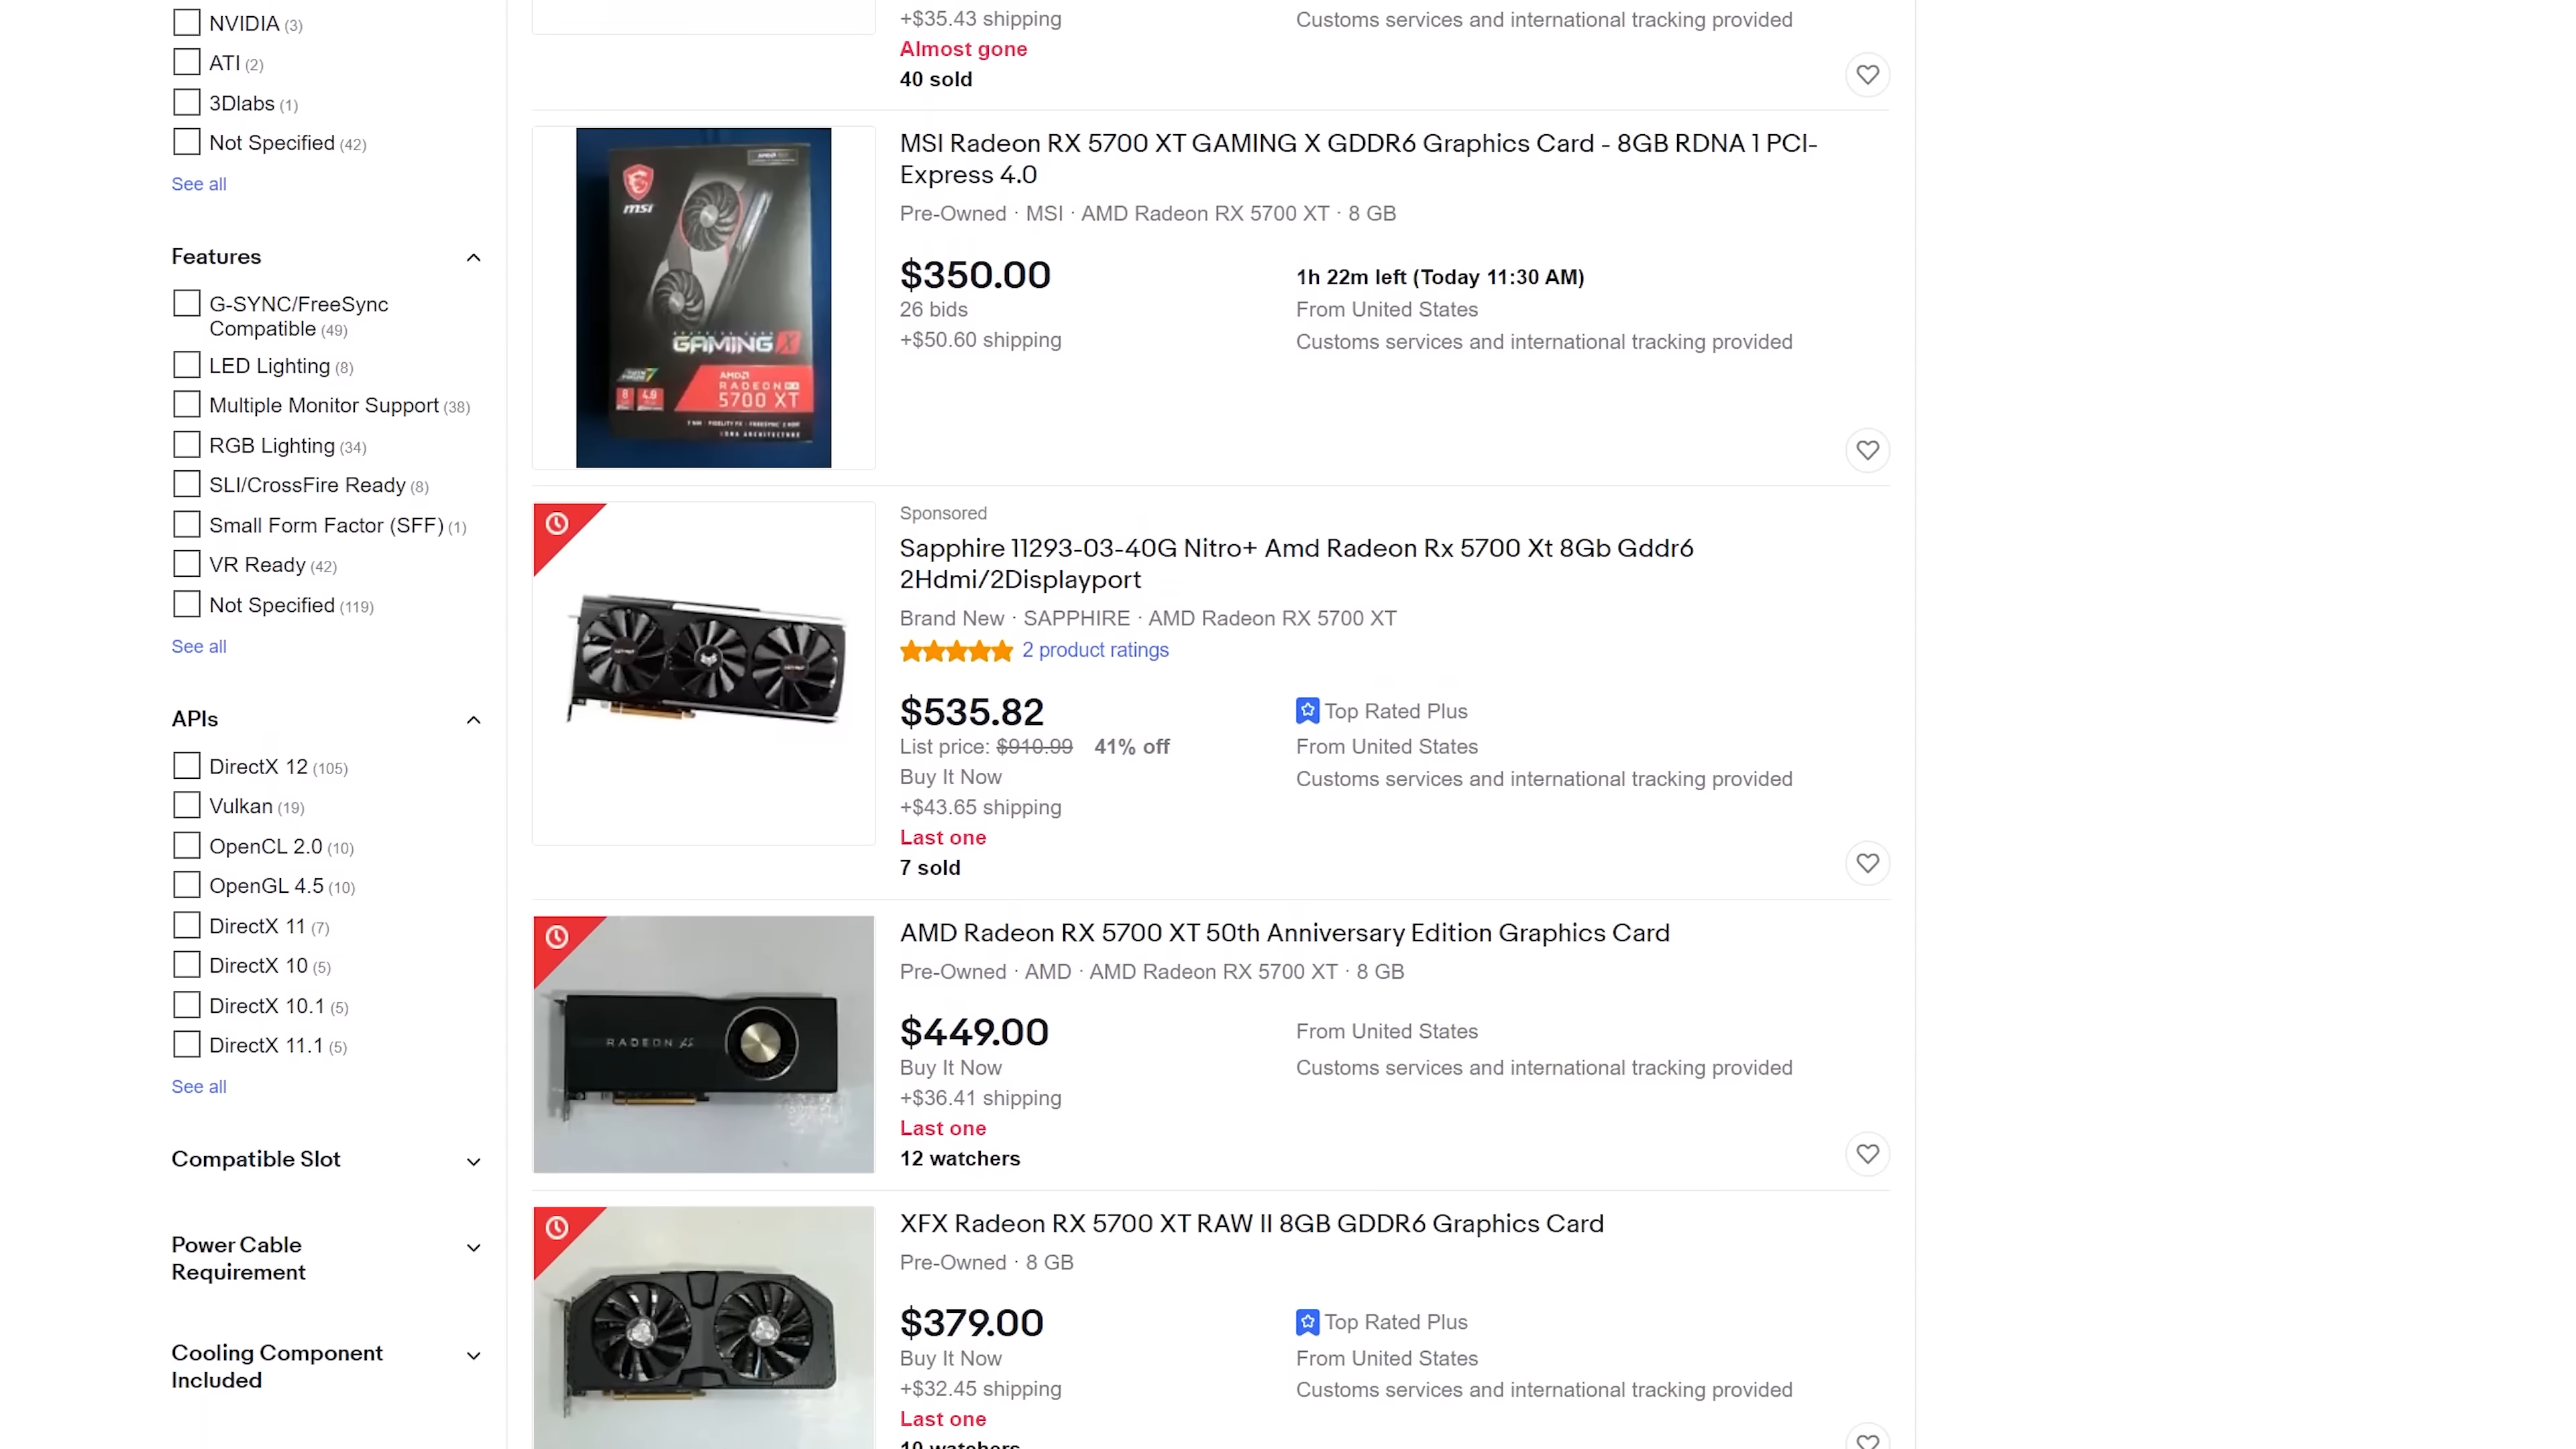 NVIDIA (3)
ATI (2)
3Dlabs (1)
Not Specified (42)
See all
Features
G-SYNC/FreeSync
Compatible (49)
LED Lighting (8)
Multiple Monitor Support (38)
RGB Lighting (34)
SLI/CrossFire Ready (8)
Small Form Factor (SFF) (1)
VR Ready (42)
Not Specified (119)
See all
APIs
DirectX 12 (105)
Vulkan (19)
OpenCL 2.0 (10)
OpenGL 4.5 (10)
DirectX 11 (7)
DirectX 10 (5)
DirectX 10.1 (5)
DirectX 11.1 (5)
See all
Compatible Slot
Power Cable
Requirement
Cooling Component
Included
+$35.43 shipping
Customs services and international tracking provided
Almost gone
40 sold
msi
GAMING X
AMD
RADEON RX
5700 XT
MSI Radeon RX 5700 XT GAMING X GDDR6 Graphics Card - 8GB RDNA 1 PCI-
Express 4.0
Pre-Owned · MSI · AMD Radeon RX 5700 XT · 8 GB
$350.00
1h 22m left (Today 11:30 AM)
26 bids
From United States
+$50.60 shipping
Customs services and international tracking provided
Sponsored
Sapphire 11293-03-40G Nitro+ Amd Radeon Rx 5700 Xt 8Gb Gddr6
2Hdmi/2Displayport
Brand New · SAPPHIRE · AMD Radeon RX 5700 XT
2 product ratings
$535.82
Top Rated Plus
List price: $910.99 41% off
From United States
Buy It Now
Customs services and international tracking provided
+$43.65 shipping
Last one
7 sold
RADEON
AMD Radeon RX 5700 XT 50th Anniversary Edition Graphics Card
Pre-Owned · AMD · AMD Radeon RX 5700 XT · 8 GB
$449.00
From United States
Buy It Now
Customs services and international tracking provided
+$36.41 shipping
Last one
12 watchers
XFX Radeon RX 5700 XT RAW II 8GB GDDR6 Graphics Card
Pre-Owned · 8 GB
$379.00
Top Rated Plus
Buy It Now
From United States
+$32.45 shipping
Customs services and international tracking provided
Last one
10 watchers